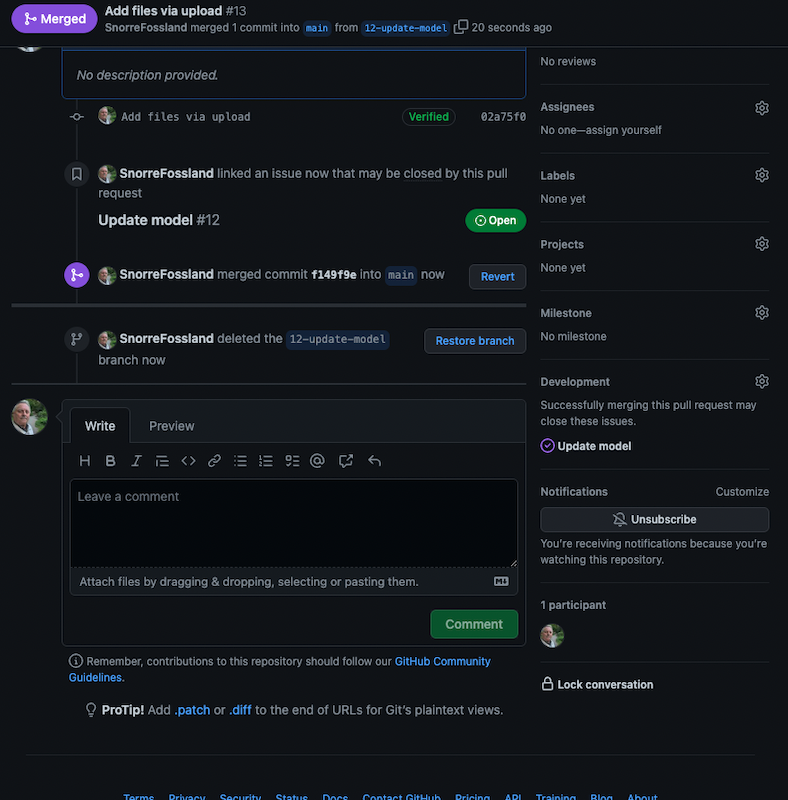 Merged
Add files via upload #13
SnorreFossland merged 1 commit into main from 12-update-model 20 seconds ago
No description provided.
Add files via upload Verified 02a75f0
SnorreFossland linked an issue now that may be closed by this pull
request
Update model #12 Open
SnorreFossland merged commit f149f9e into main now Revert
SnorreFossland deleted the 12-update-model
branch now
Restore branch
Write Preview
H B I
Leave a comment
Attach files by dragging & dropping, selecting or pasting them.
Comment
Remember, contributions to this repository should follow our GitHub Community
Guidelines.
ProTip! Add .patch or .diff to the end of URLs for Git's plaintext views.
No reviews
Assignees
No one—assign yourself
Labels
None yet
Projects
None yet
Milestone
No milestone
Development
Successfully merging this pull request may
close these issues.
Update model
Notifications Customize
Unsubscribe
You're receiving notifications because you're
watching this repository.
1 participant
Lock conversation
Terms Privacy Security Status Docs Contact GitHub Pricing API Training Blog About